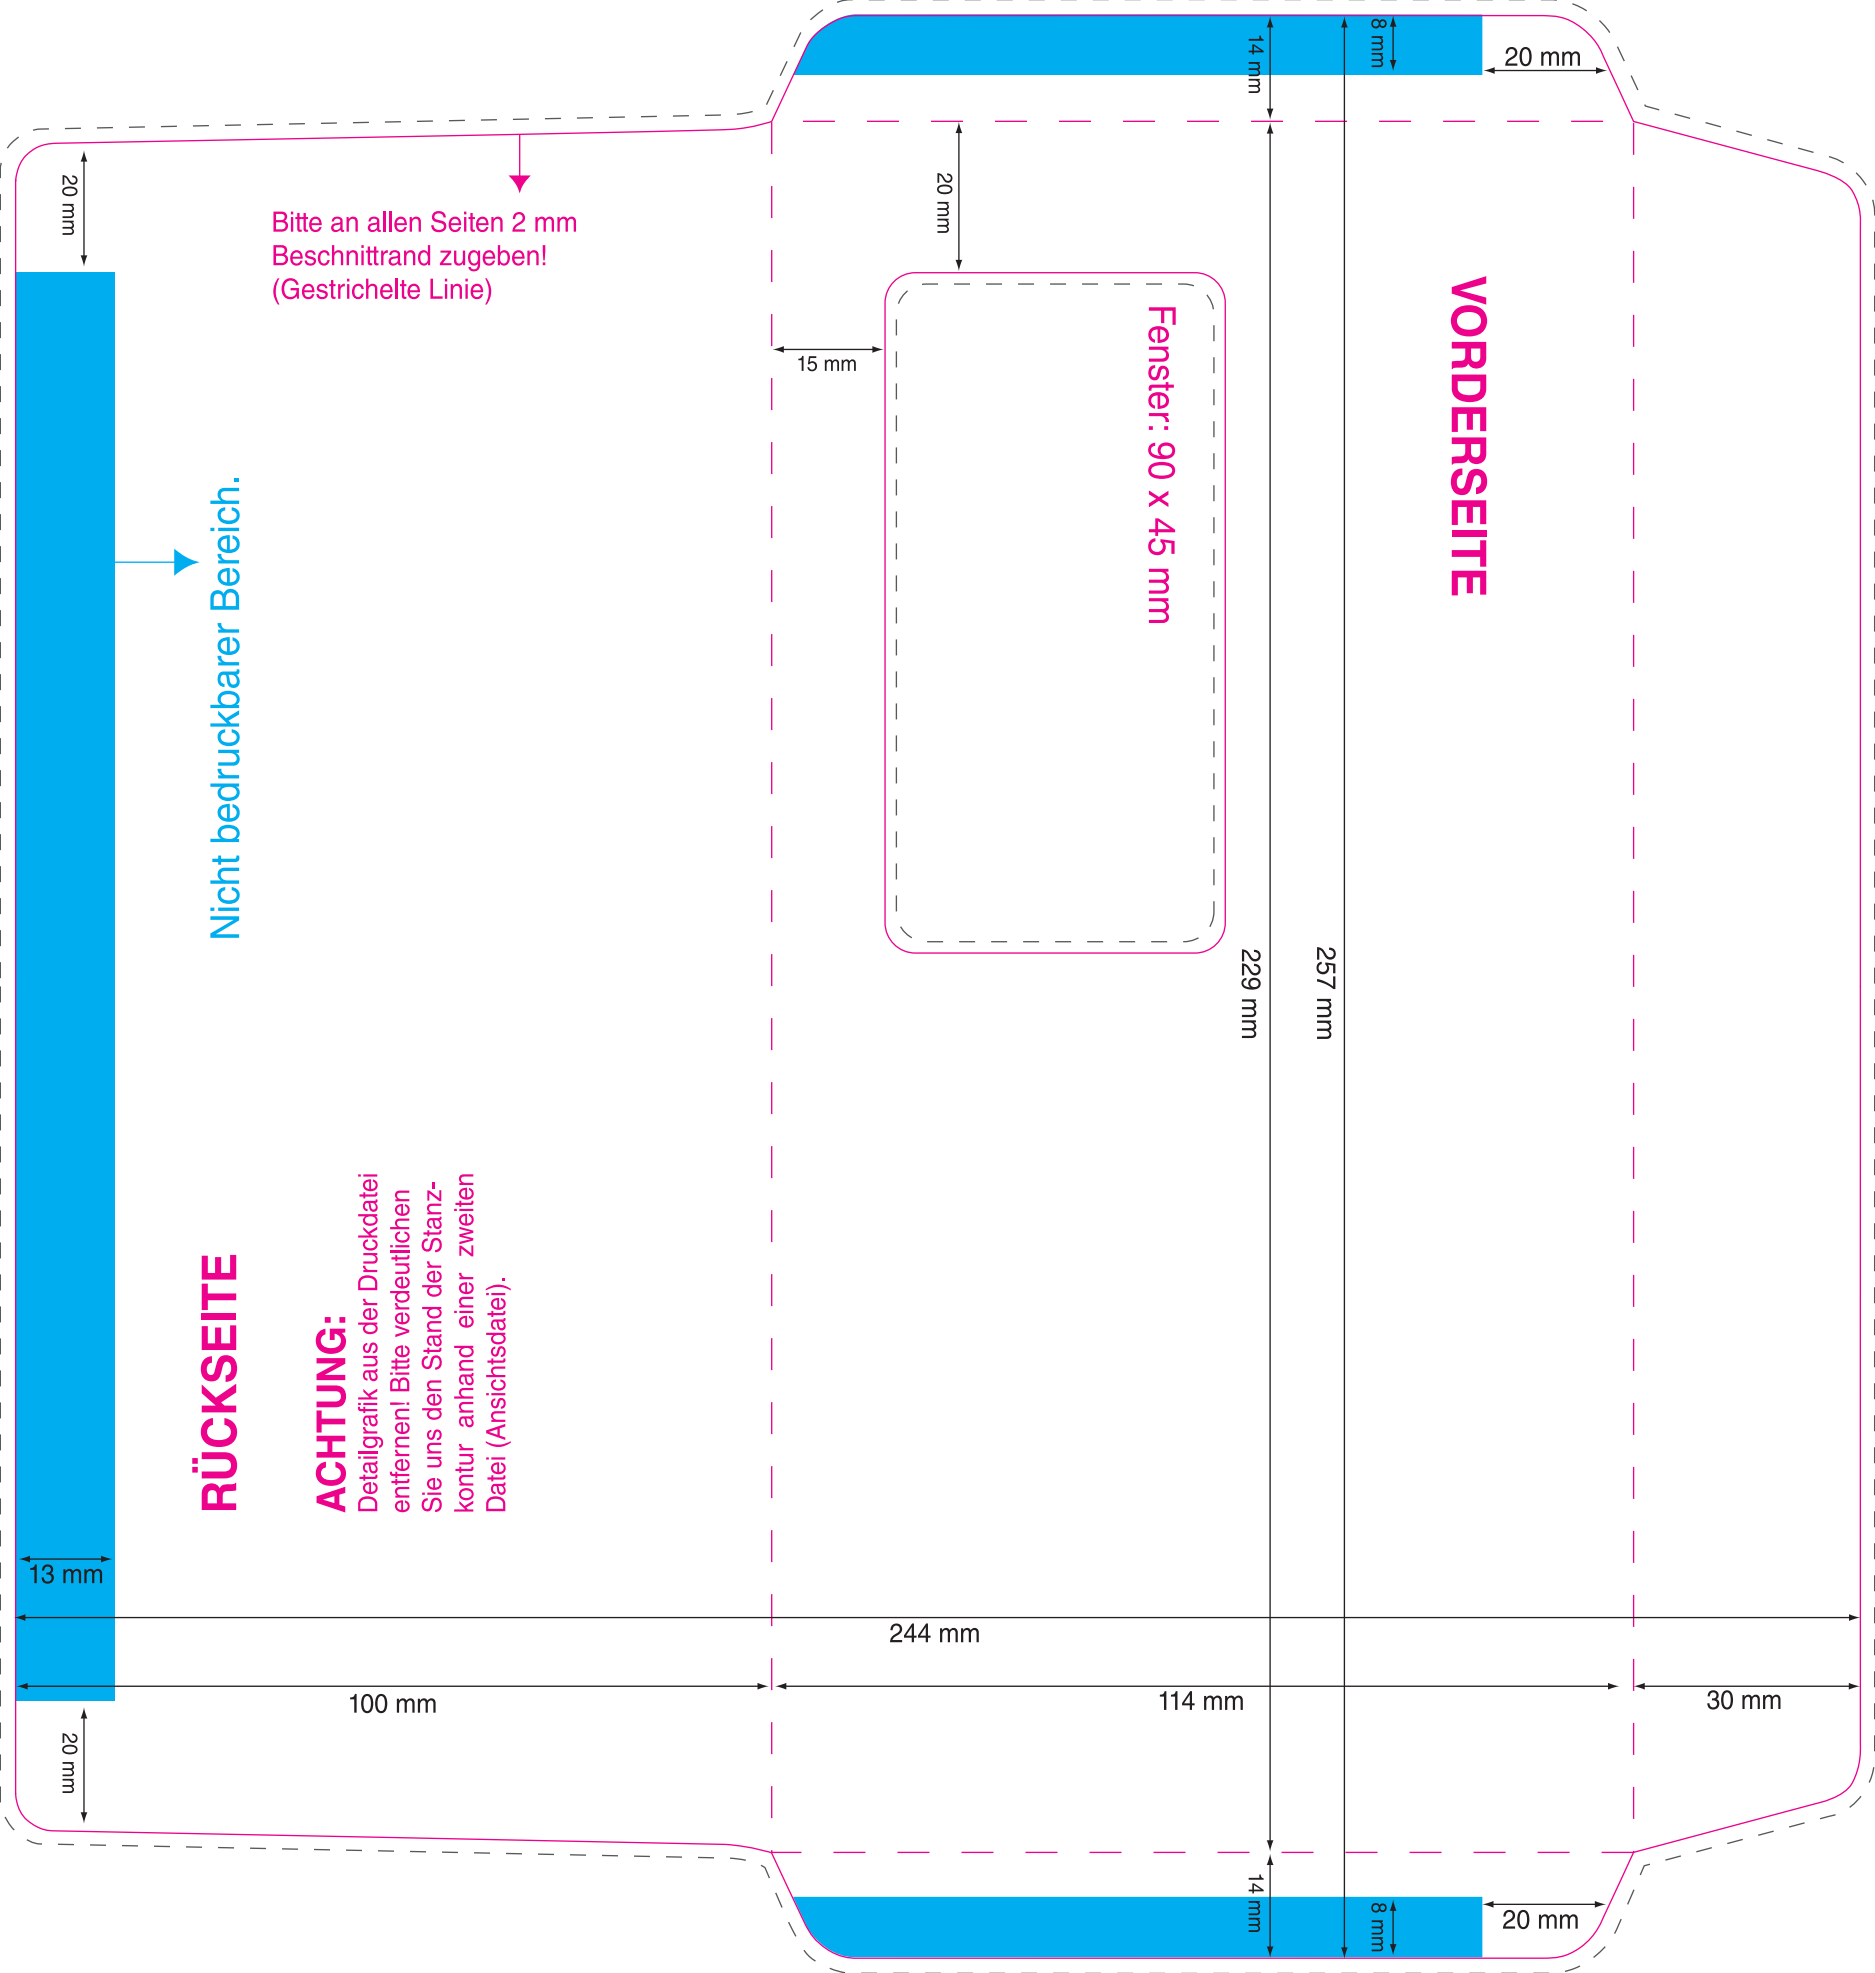 8 mm
14 mm
20 mm
20 mm
20 mm
Bitte an allen Seiten 2 mm
Beschnittrand zugeben!
(Gestrichelte Linie)
15 mm
Fenster: 90 x 45 mm
VORDERSEITE
Nicht bedruckbarer Bereich.
229 mm
257 mm
RÜCKSEITE
ACHTUNG:
Detailgrafik aus der Druckdatei
entfernen! Bitte verdeutlichen
Sie uns den Stand der Stanz-
kontur anhand einer zweiten
Datei (Ansichtsdatei).
13 mm
244 mm
100 mm
114 mm
30 mm
20 mm
14 mm
8 mm
20 mm